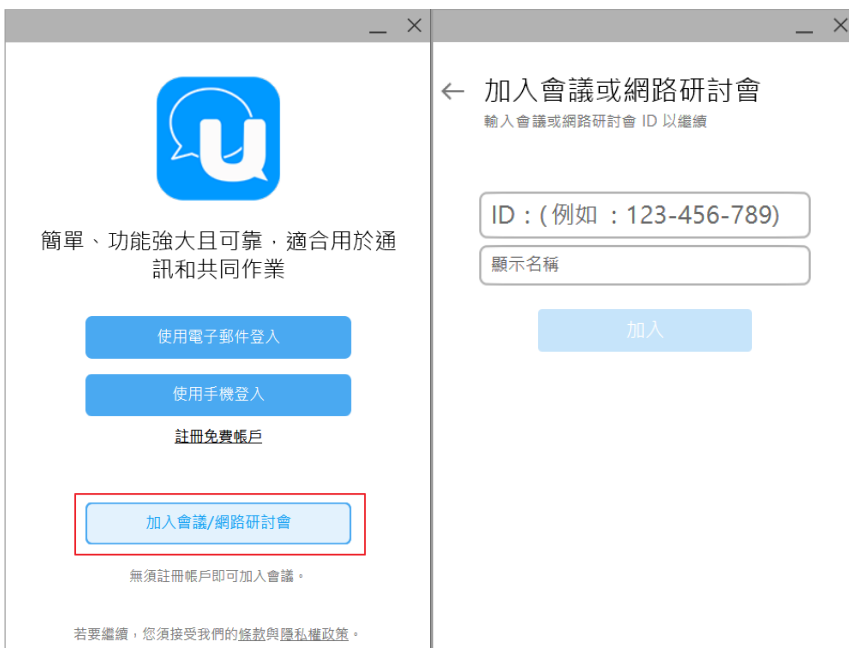 U
簡單、功能強大且可靠，適合用於通
訊和共同作業
使用電子郵件登入
使用手機登入
註冊免費帳戶
加入會議/網路研討會
無須註冊帳戶即可加入會議。
若要繼續，您須接受我們的條款與隱私權政策。
加入會議或網路研討會
輸入會議或網路研討會 ID 以繼續
ID：(例如 ：123-456-789)
顯示名稱
加入